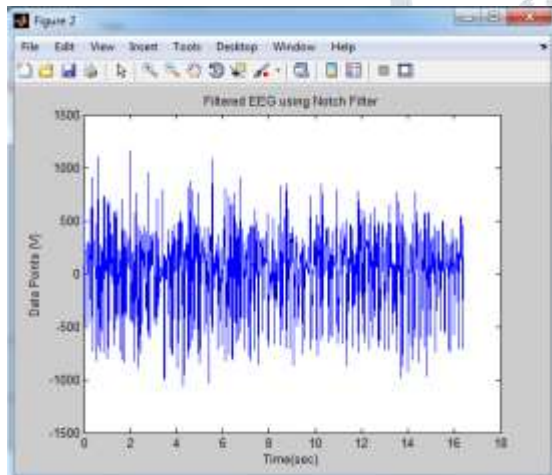 Figure 2
File Edit View Insert Tools Desktop Window Help
Filtered EEG using Notch Filter
1500
1000
500
0
-500
-1000
-1500
Data Points (V)
0 2 4 6 8 10 12 14 16 18
Time(sec)